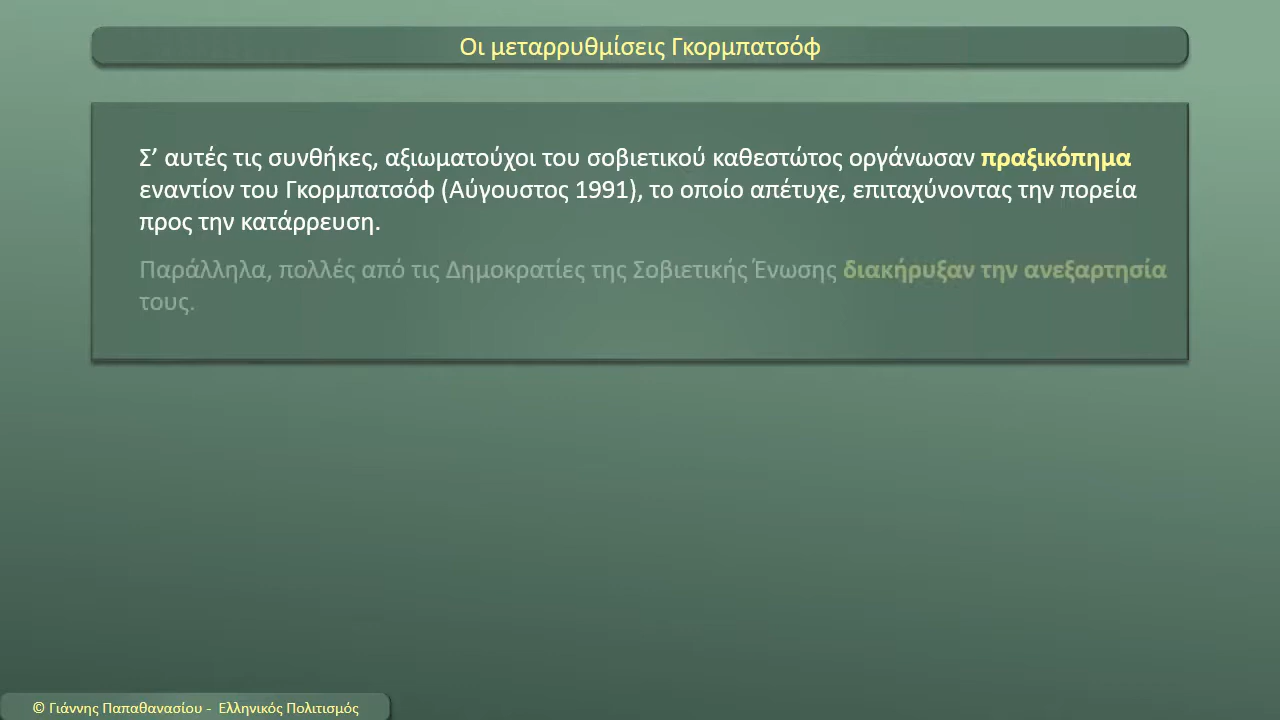 Οι μεταρρυθμίσεις Γκορμπατσόφ
Σ’ αυτές τις συνθήκες, αξιωματούχοι του σοβιετικού καθεστώτος οργάνωσαν πραξικόπημα
εναντίον του Γκορμπατσόφ (Αύγουστος 1991), το οποίο απέτυχε, επιταχύνοντας την πορεία
προς την κατάρρευση.
Παράλληλα, πολλές από τις Δημοκρατίες της Σοβιετικής Ένωσης διακήρυξαν την ανεξαρτησία
τους.
© Γιάννης Παπαθανασίου - Ελληνικός Πολιτισμός